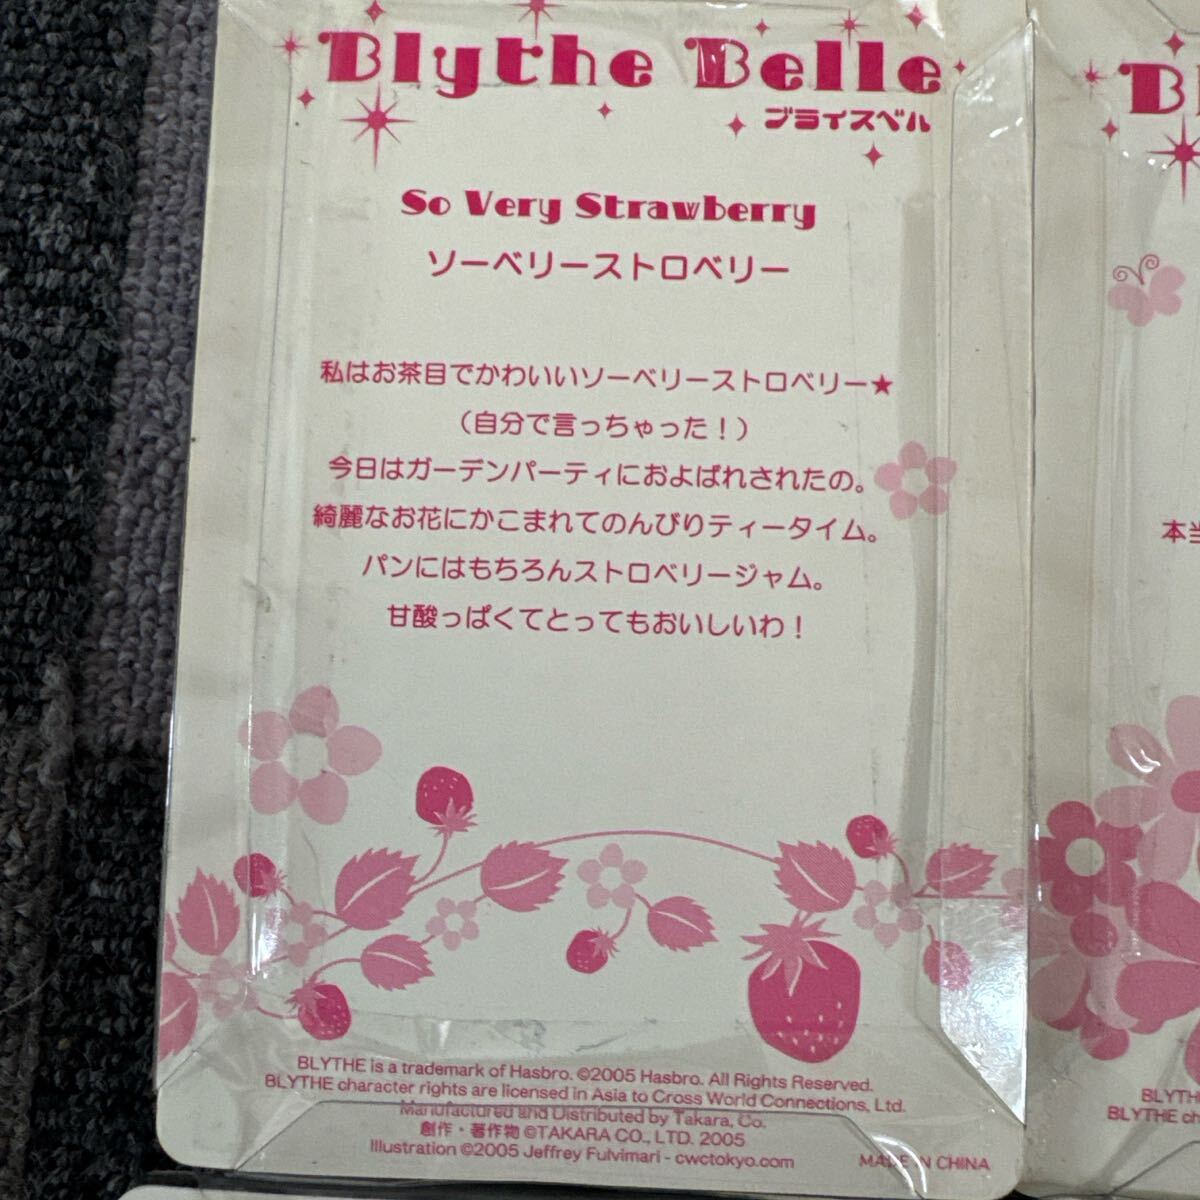 Blythe Belle
ブライスベル
So Very Strawberry
ソーベリーストロベリー
私はお茶目でかわいいソーベリーストロベリー★
（自分で言っちゃった！）
今日はガーデンパーティにおよばれされたの。
綺麗なお花にかこまれてのんびりティータイム。
パンにはもちろんストロベリージャム。
甘酸っぱくてとってもおいしいわ！
BLYTHE is a trademark of Hasbro. ©2005 Hasbro. All Rights Reserved.
BLYTHE character rights are licensed in Asia to Cross World Connections, Ltd.
Manufactured and Distributed by Takara, Co.
創作・著作物 ©TAKARA CO., LTD. 2005
Illustration ©2005 Jeffrey Fulvimari - cwctokyo.com
MADE IN CHINA
Bl
本当
BLYTHE
BLYTHE ch